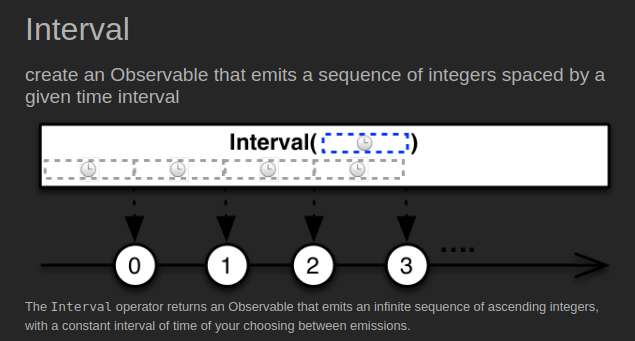 Interval
create an Observable that emits a sequence of integers spaced by a
given time interval
Interval( )
0 1 2 3 ....
The Interval operator returns an Observable that emits an infinite sequence of ascending integers,
with a constant interval of time of your choosing between emissions.